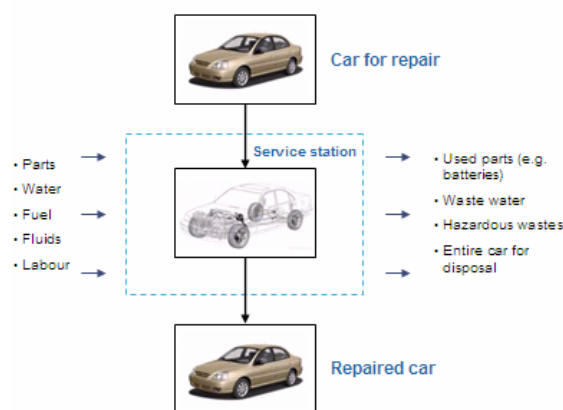 Car for repair
Service station
• Parts
• Water
• Fuel
• Fluids
• Labour
• Used parts (e.g.
batteries)
• Waste water
• Hazardous wastes
• Entire car for
disposal
Repaired car